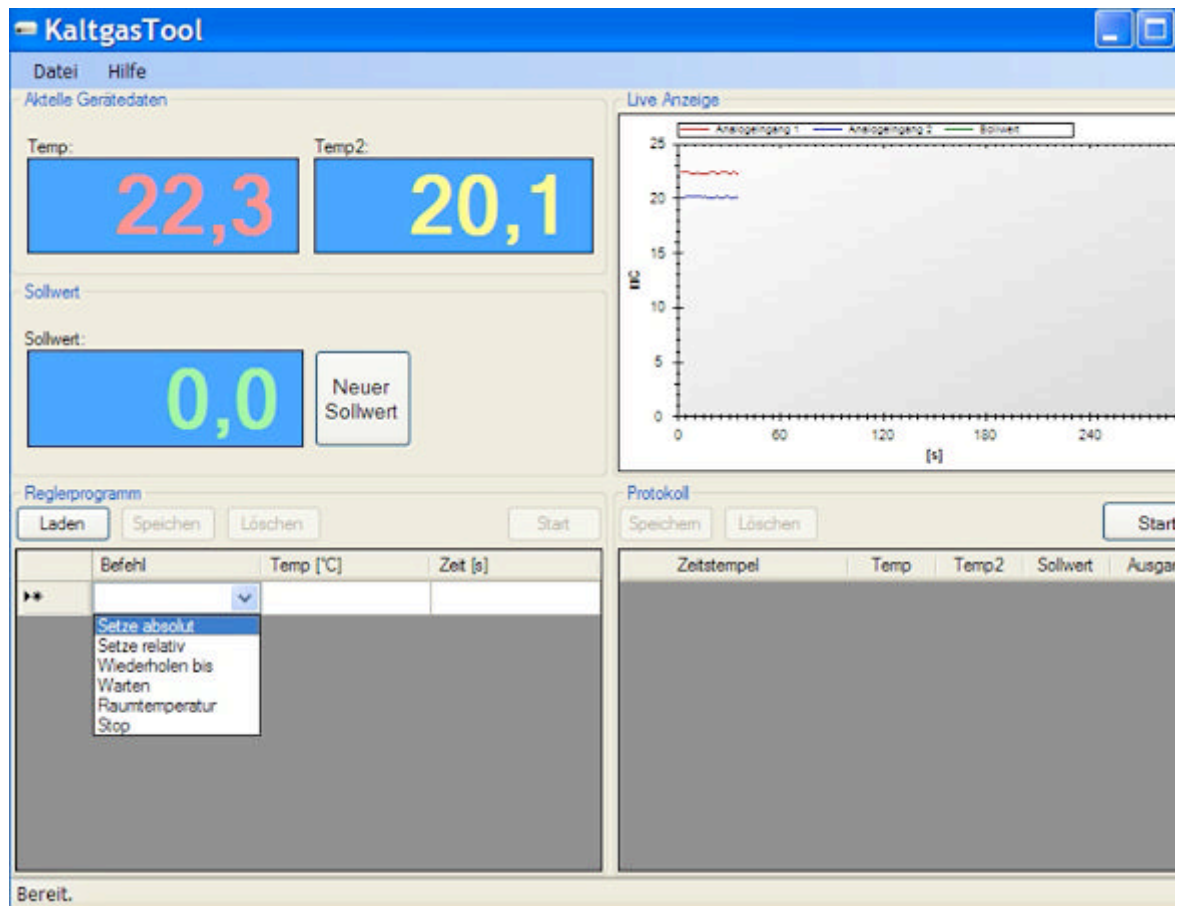 KaltgasTool
Datei Hilfe
Aktelle Gerätedaten
Temp:
22,3
Temp2:
20,1
Sollwert
Sollwert:
0,0
Neuer
Sollwert
Live Anzeige
Analogeingang 1 Analogeingang 2 Sollwert
25
20
15
10
5
0
0 60 120 180 240
[s]
Reglerprogramm
Laden Speichen Löschen Start
Befehl Temp [°C] Zeit [s]
Setze absolut
Setze relativ
Wiederholen bis
Warten
Raumtemperatur
Stop
Protokoll
Speichern Löschen Start
Zeitstempel Temp Temp2 Sollwert Ausgan
Bereit.